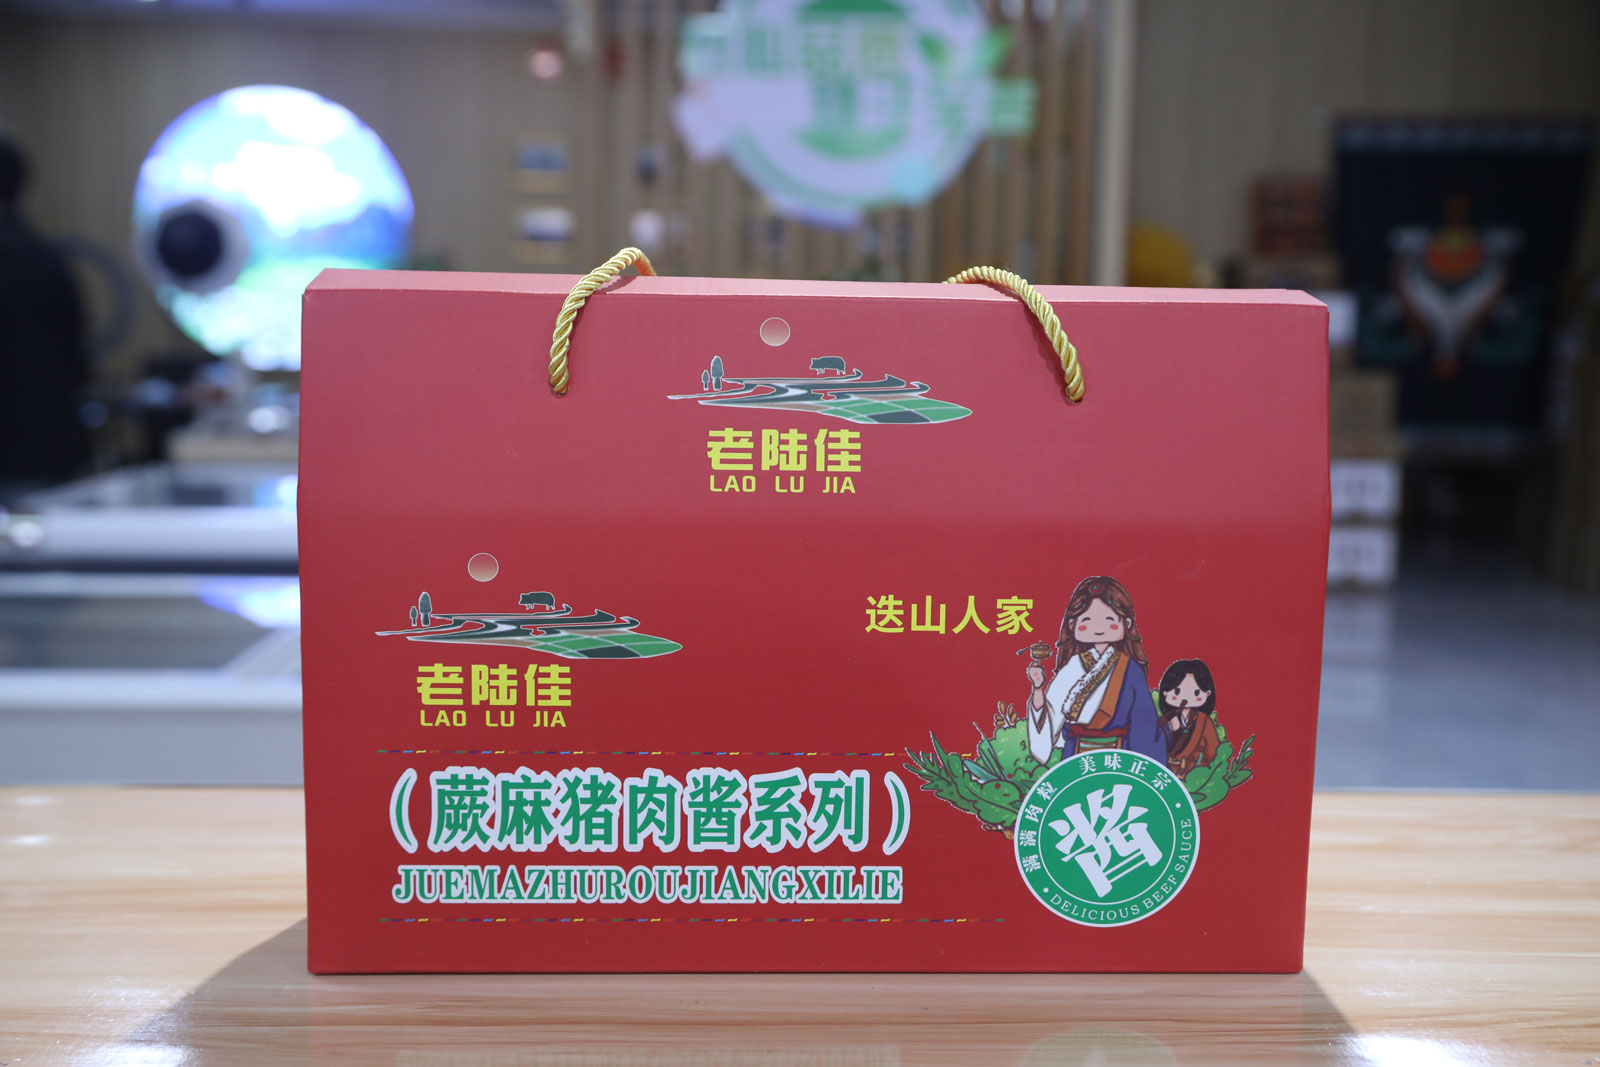 老陆佳
LAO LU JIA
老陆佳
LAO LU JIA
迭山人家
（蕨麻猪肉酱系列）
JUEMAZHUROUJIANGXILIE
满满肉粒 美味正宗
酱
DELICIOUS BEEF SAUCE